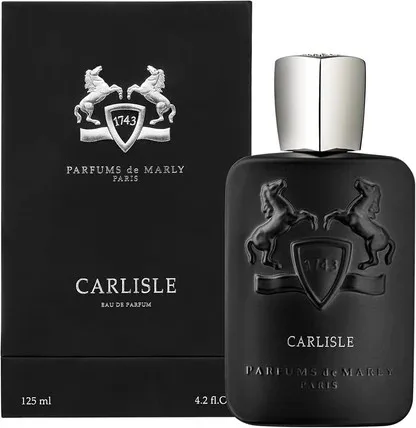 1743
PARFUMS de MARLY
PARIS
CARLISLE
EAU DE PARFUM
125 ml
4.2 fl.O
1743
CARLISLE
PARFUMS de MARLY
PARIS